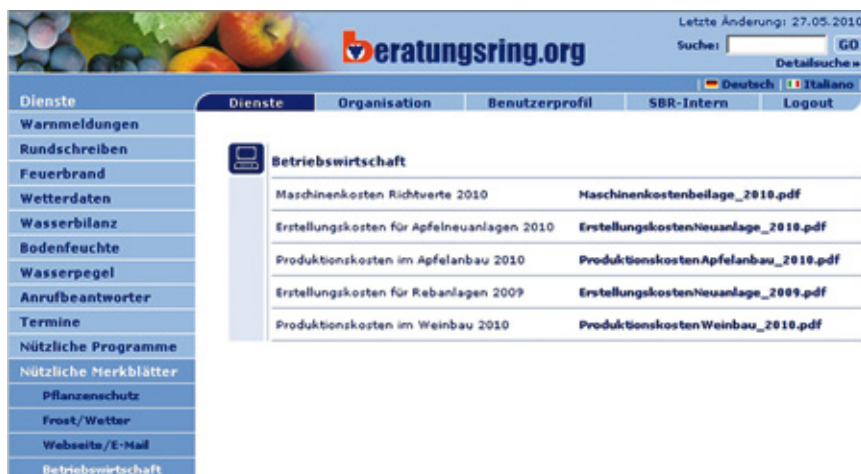 Letzte Änderung: 27.05.2010
beratungsring.org
Suche: GO
Detailsuche »
Deutsch | Italiano
Dienste
Dienste Organisation Benutzerprofil SBR-Intern Logout
Warnmeldungen
Rundschreiben
Feuerbrand
Wetterdaten
Wasserbilanz
Bodenfeuchte
Wasserpegel
Anrufbeantworter
Termine
Nützliche Programme
Nützliche Merkblätter
Pflanzenschutz
Frost/Wetter
Webseite/E-Mail
Betriebswirtschaft
Betriebswirtschaft
Maschinenkosten Richtverte 2010 Maschinenkostenbeilage_2010.pdf
Erstellungskosten für Apfelneuanlagen 2010 ErstellungskostenNeuanlage_2010.pdf
Produktionskosten im Apfelanbau 2010 ProduktionskostenApfelanbau_2010.pdf
Erstellungskosten für Rebanlagen 2009 ErstellungskostenNeuanlage_2009.pdf
Produktionskosten im Weinbau 2010 ProduktionskostenWeinbau_2010.pdf